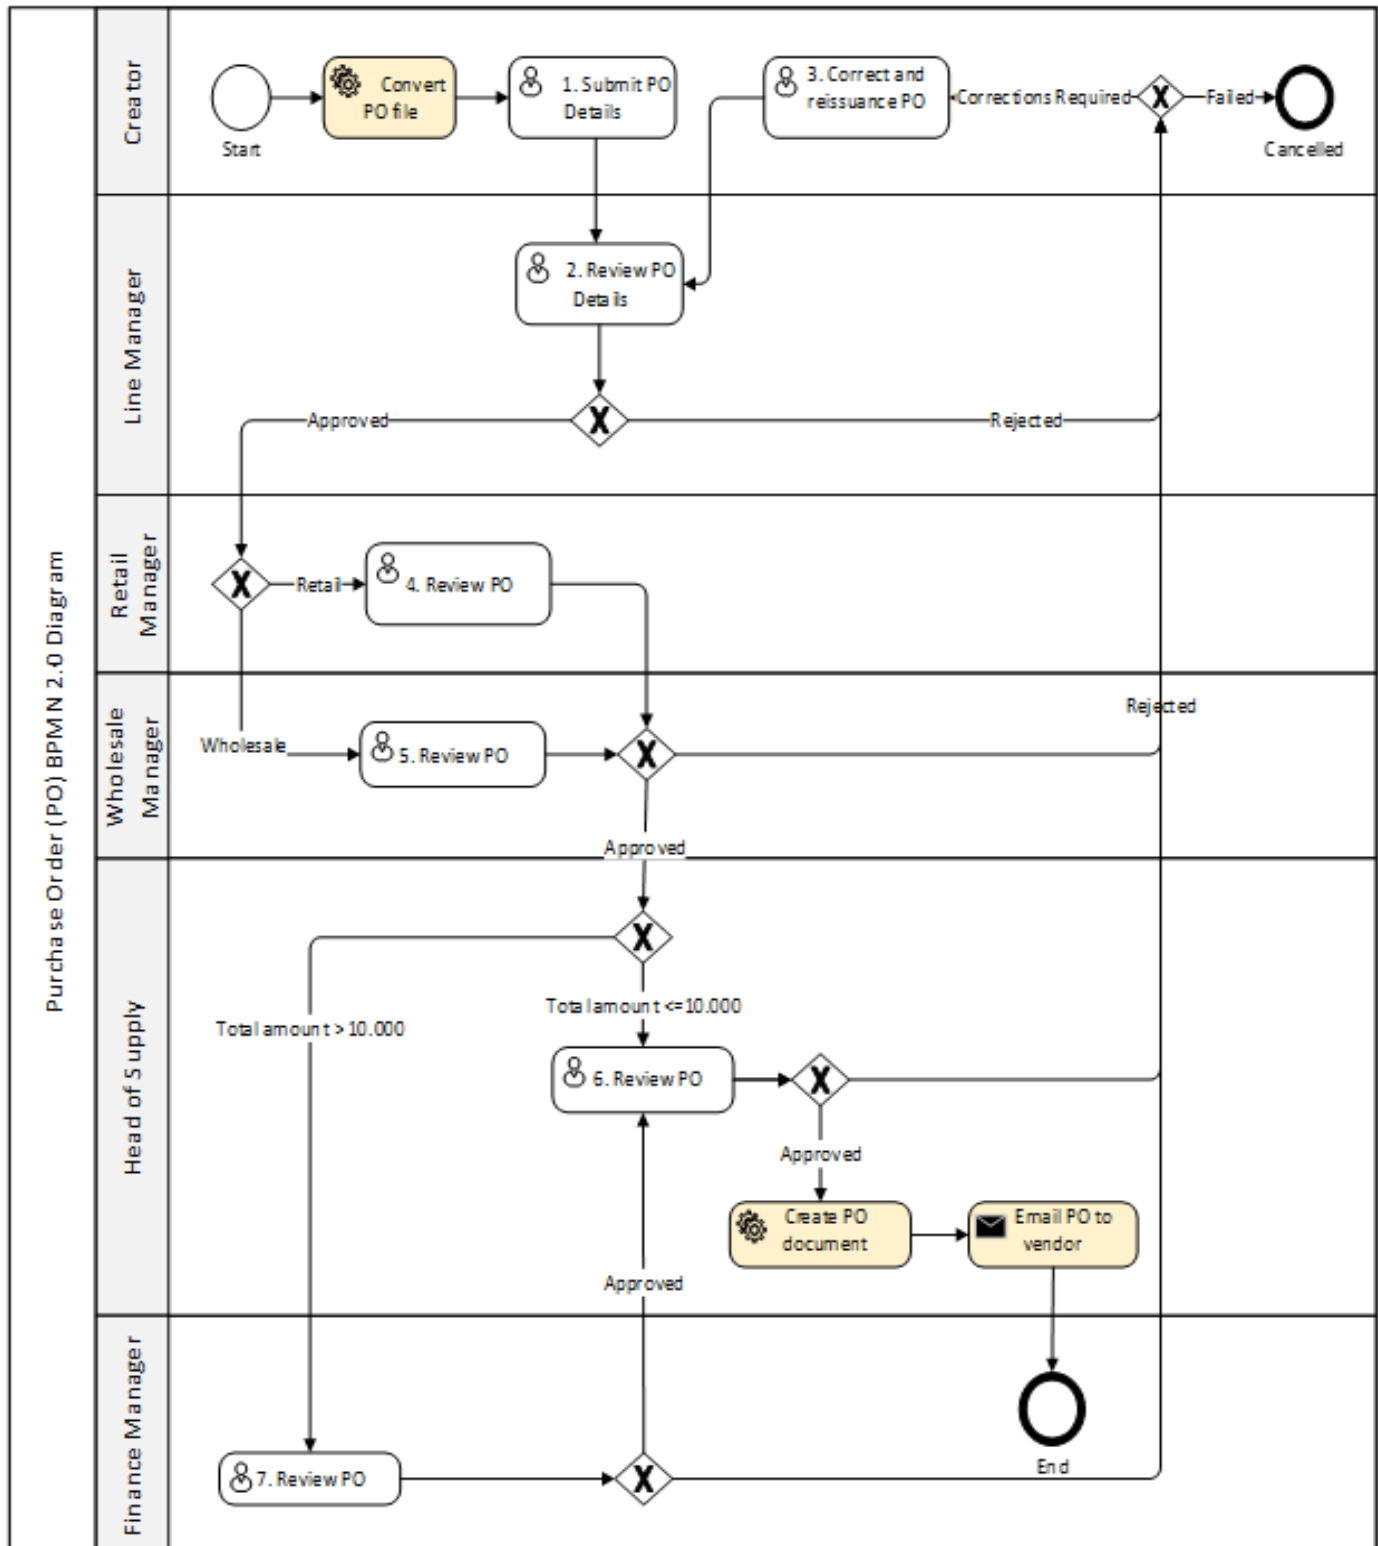 Purchase Order (PO) BPMN 2.0 Diagram
Creator
Start
Convert
PO file
1. Submit PO
Details
3. Correct and
reissuance PO
Corrections Required
Failed
Cancelled
Line Manager
2. Review PO
Details
Approved
Rejected
Retail
Manager
Retail
4. Review PO
Wholesale
Manager
Wholesale
5. Review PO
Rejected
Approved
Head of Supply
Total amount > 10.000
Total amount <=10.000
6. Review PO
Approved
Create PO
document
Email PO to
vendor
Approved
Finance Manager
7. Review PO
End